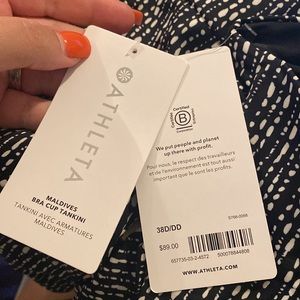 ATHLETA
MALDIVES
BRA CUP TANKINI
TANKINI AVEC ARMATURES
MALDIVES
Certified
B
Corporation
We put people and planet
up there with profit.
Pour nous, le respect des travailleurs
et de l'environnement est tout aussi
important que le sont les profits.
38D/DD
$89.00
500078844808
WWW.ATHLETA.COM